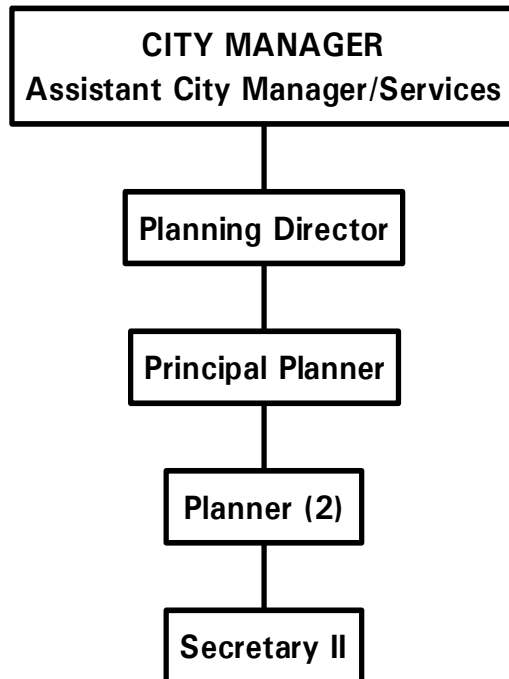 CITY MANAGER
Assistant City Manager/Services
Planning Director
Principal Planner
Planner (2)
Secretary II